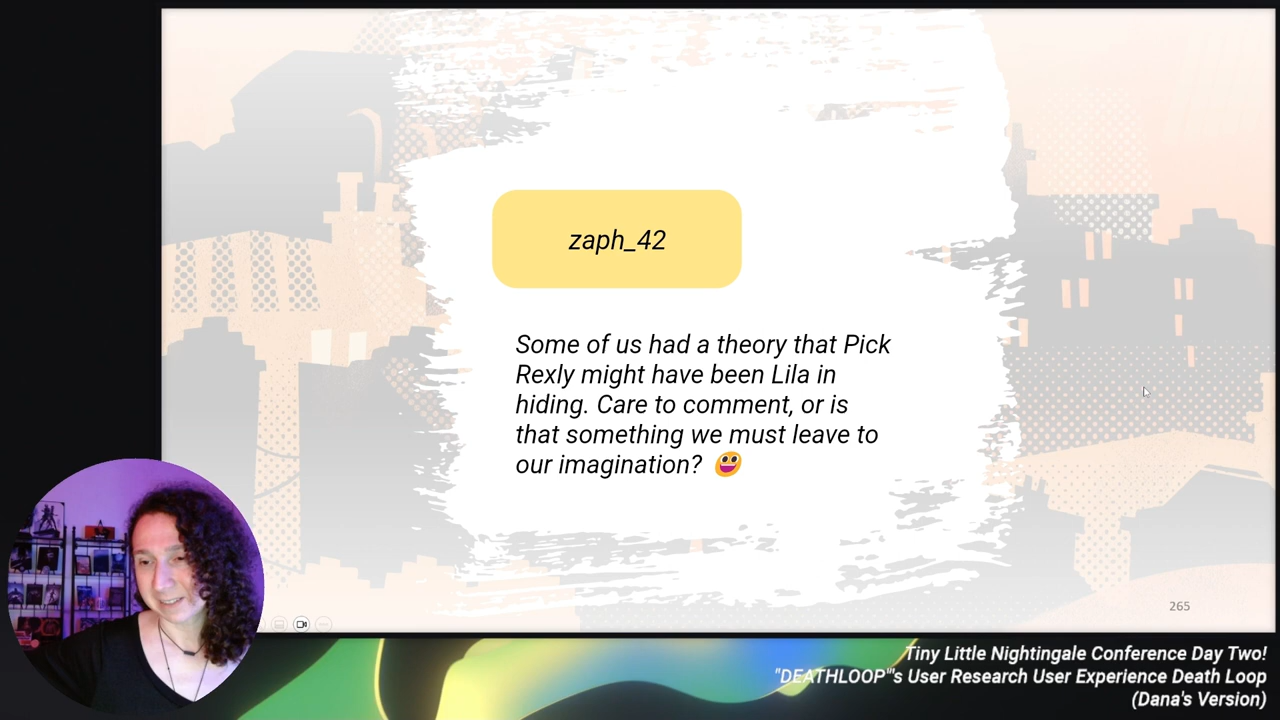 zaph_42
Some of us had a theory that Pick
Rexly might have been Lila in
hiding. Care to comment, or is
that something we must leave to
our imagination? 😃
265
Tiny Little Nightingale Conference Day Two!
"DEATHLOOP"'s User Research User Experience Death Loop
(Dana's Version)